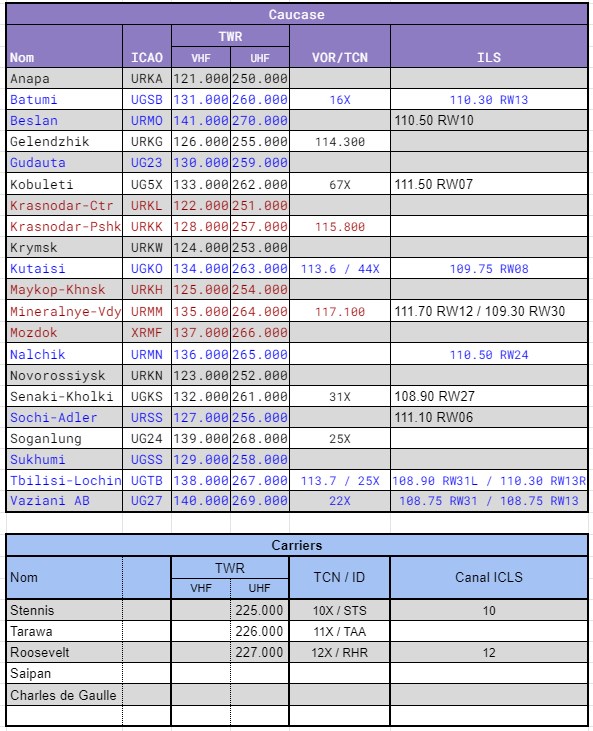 Caucase
TWR
Nom ICAO VHF UHF VOR/TCN ILS
Anapa URKA 121.000 250.000
Batumi UGSB 131.000 260.000 16X 110.30 RW13
Beslan URMO 141.000 270.000 110.50 RW10
Gelendzhik URKG 126.000 255.000 114.300
Gudauta UG23 130.000 259.000
Kobuleti UG5X 133.000 262.000 67X 111.50 RW07
Krasnodar-Ctr URKL 122.000 251.000
Krasnodar-Pshk URKK 128.000 257.000 115.800
Krymsk URKW 124.000 253.000
Kutaisi UGKO 134.000 263.000 113.6 / 44X 109.75 RW08
Maykop-Khnsk URKH 125.000 254.000
Mineralnye-Vdy URMM 135.000 264.000 117.100 111.70 RW12 / 109.30 RW30
Mozdok XRMF 137.000 266.000
Nalchik URMN 136.000 265.000 110.50 RW24
Novorossiysk URKN 123.000 252.000
Senaki-Kholki UGKS 132.000 261.000 31X 108.90 RW27
Sochi-Adler URSS 127.000 256.000 111.10 RW06
Soganlung UG24 139.000 268.000 25X
Sukhumi UGSS 129.000 258.000
Tbilisi-Lochin UGTB 138.000 267.000 113.7 / 25X 108.90 RW31L / 110.30 RW13R
Vaziani AB UG27 140.000 269.000 22X 108.75 RW31 / 108.75 RW13
Carriers
Nom TWR TCN / ID Canal ICLS
VHF UHF
Stennis 225.000 10X / STS 10
Tarawa 226.000 11X / TAA
Roosevelt 227.000 12X / RHR 12
Saipan
Charles de Gaulle